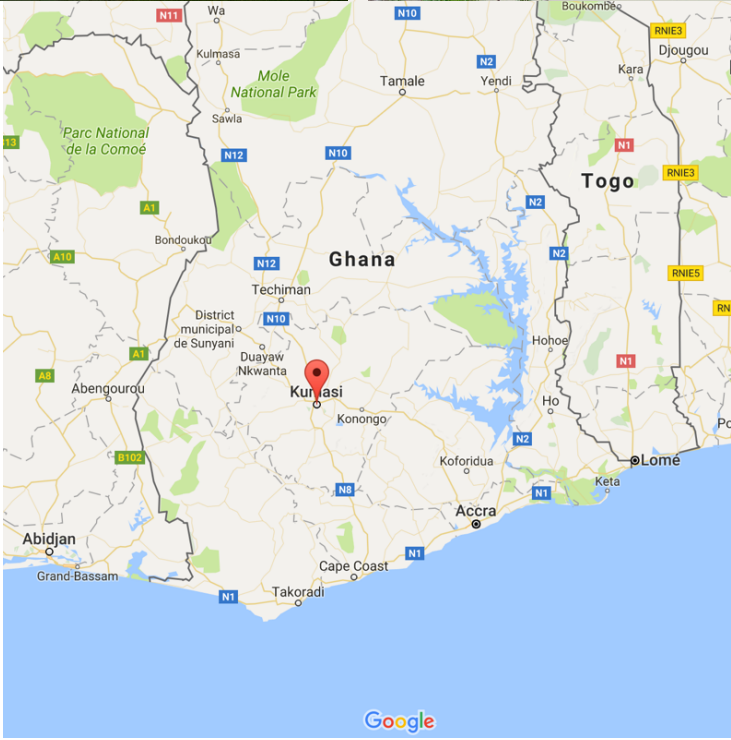 Boukombé
Wa
N11
N10
RNIE3
Djougou
Kulmasa
N2
Kara
Mole
National Park
Tamale
Yendi
Sawla
Parc National
de la Comoé
13
N12
N10
N1
RNIE3
Togo
A1
N2
Bondoukou
N2
A10
Ghana
N12
RNIE5
Techiman
RN
District
municipal
de Sunyani
N10
Hohoe
Duayaw
Nkwanta
A1
N1
A8
Abengourou
Kumasi
Konongo
Ho
Po
N2
B102
Koforidua
Lomé
Keta
N8
N1
Accra
Abidjan
N1
Grand-Bassam
Cape Coast
Takoradi
N1
Google